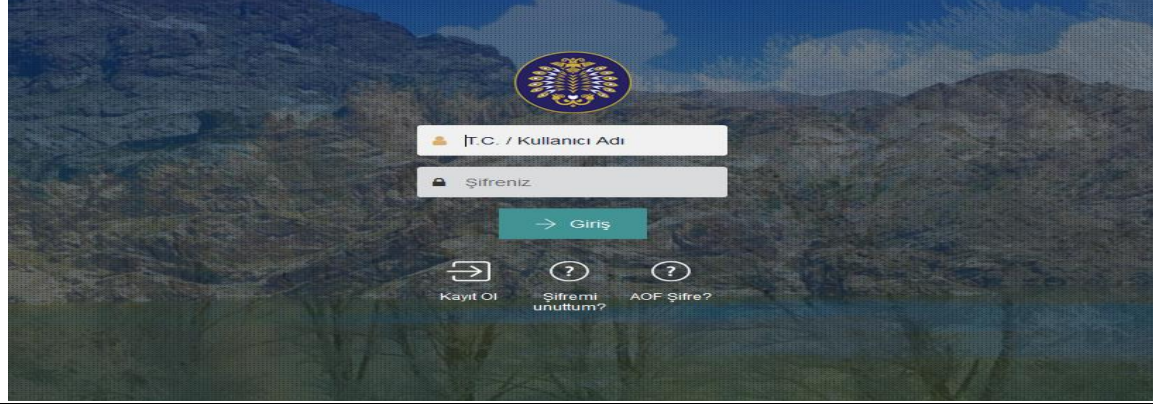 T.C. / Kullanıcı Adı
Şifreniz
Giriş
Kayıt Ol
Şifremi
unuttum?
AOF Şifre?